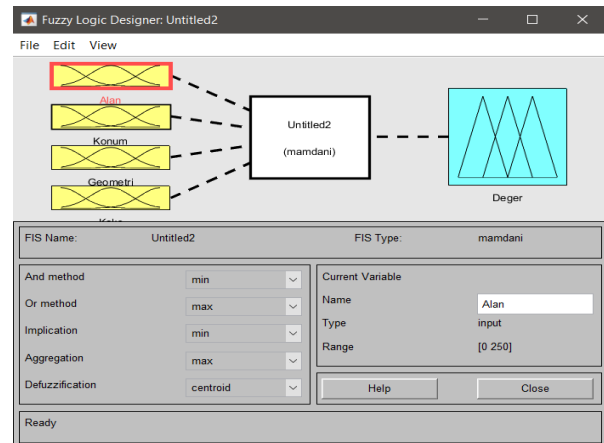 Fuzzy Logic Designer: Untitled2
File Edit View
Alan
Konum
Geometri
Untitled2
(mamdani)
Deger
FIS Name: Untitled2 FIS Type: mamdani
And method min
Or method max
Implication min
Aggregation max
Defuzzification centroid
Current Variable
Name Alan
Type input
Range [0 250]
Help Close
Ready